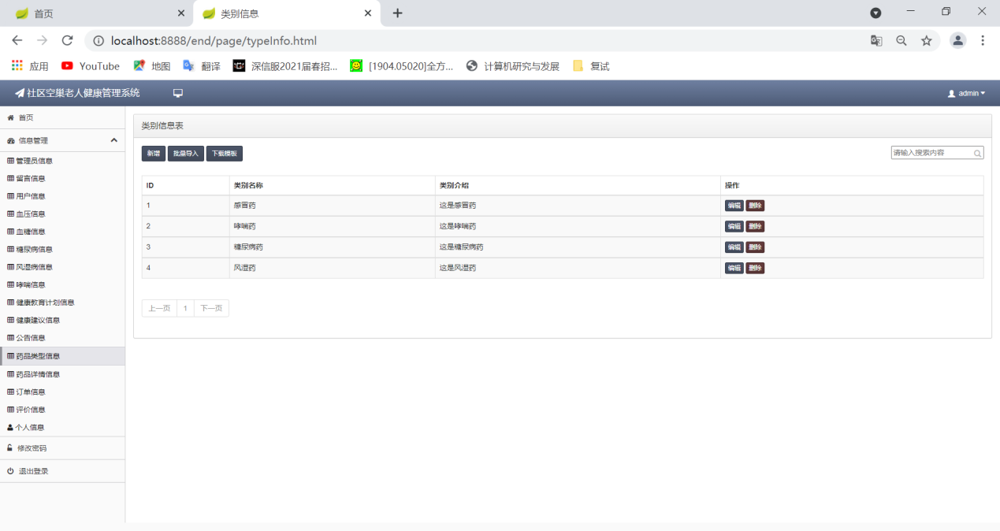 首页
类别信息
localhost:8888/end/page/typeInfo.html
应用 YouTube 地图 翻译 深信服2021届春招... [1904.05020]全方... 计算机研究与发展 复试
社区空巢老人健康管理系统 admin
首页
信息管理
管理员信息
留言信息
用户信息
血压信息
血糖信息
糖尿病信息
风湿病信息
哮喘信息
健康教育计划信息
健康建议信息
公告信息
药品类型信息
药品详情信息
订单信息
评价信息
个人信息
修改密码
退出登录
类别信息表
新增 批量导入 下载模板 请输入搜索内容
ID 类别名称 类别介绍 操作
1 感冒药 这是感冒药 编辑 删除
2 哮喘药 这是哮喘药 编辑 删除
3 糖尿病药 这是糖尿病药 编辑 删除
4 风湿药 这是风湿药 编辑 删除
上一页 1 下一页